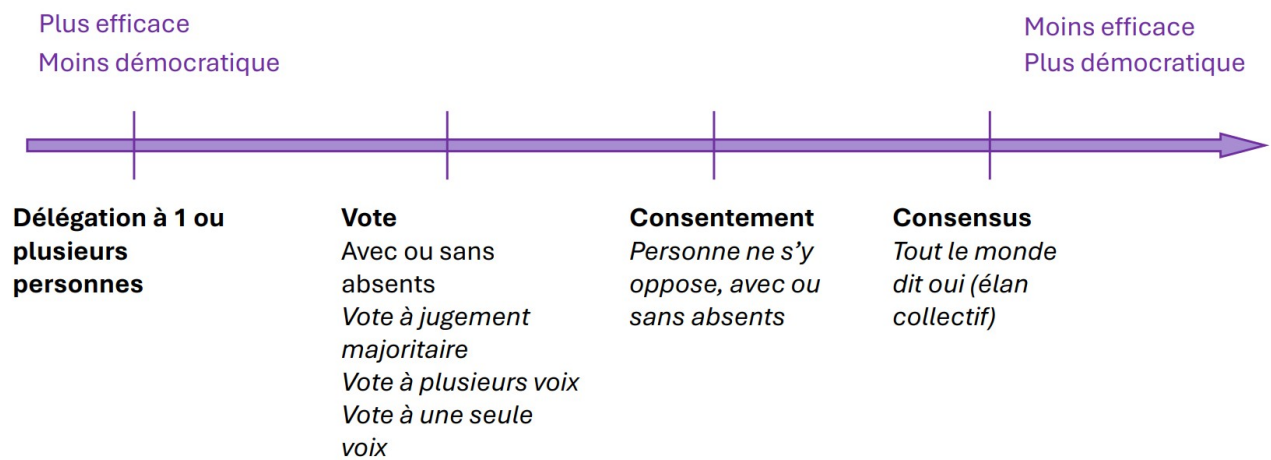 Plus efficace
Moins démocratique
Moins efficace
Plus démocratique
Délégation à 1 ou
plusieurs
personnes
Vote
Avec ou sans
absents
Vote à jugement
majoritaire
Vote à plusieurs voix
Vote à une seule
voix
Consentement
Personne ne s’y
oppose, avec ou
sans absents
Consensus
Tout le monde
dit oui (élan
collectif)